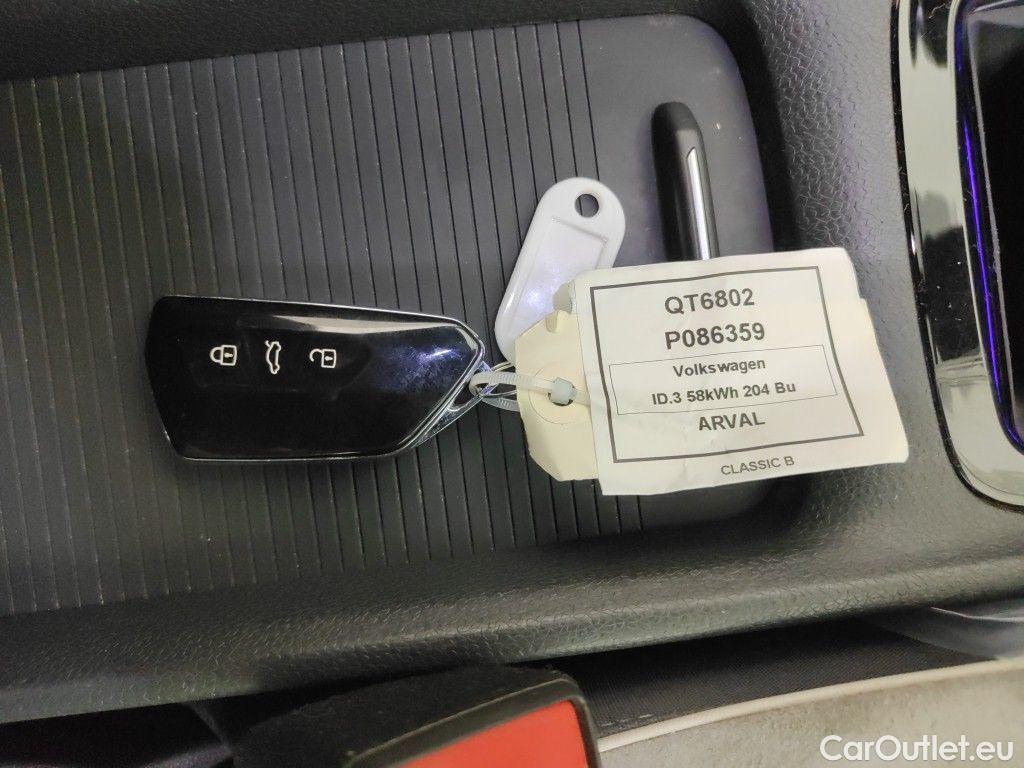 QT6802
P086359
Volkswagen
ID.3 58kWh 204 Bu
ARVAL
CLASSIC B
CarOutlet.eu